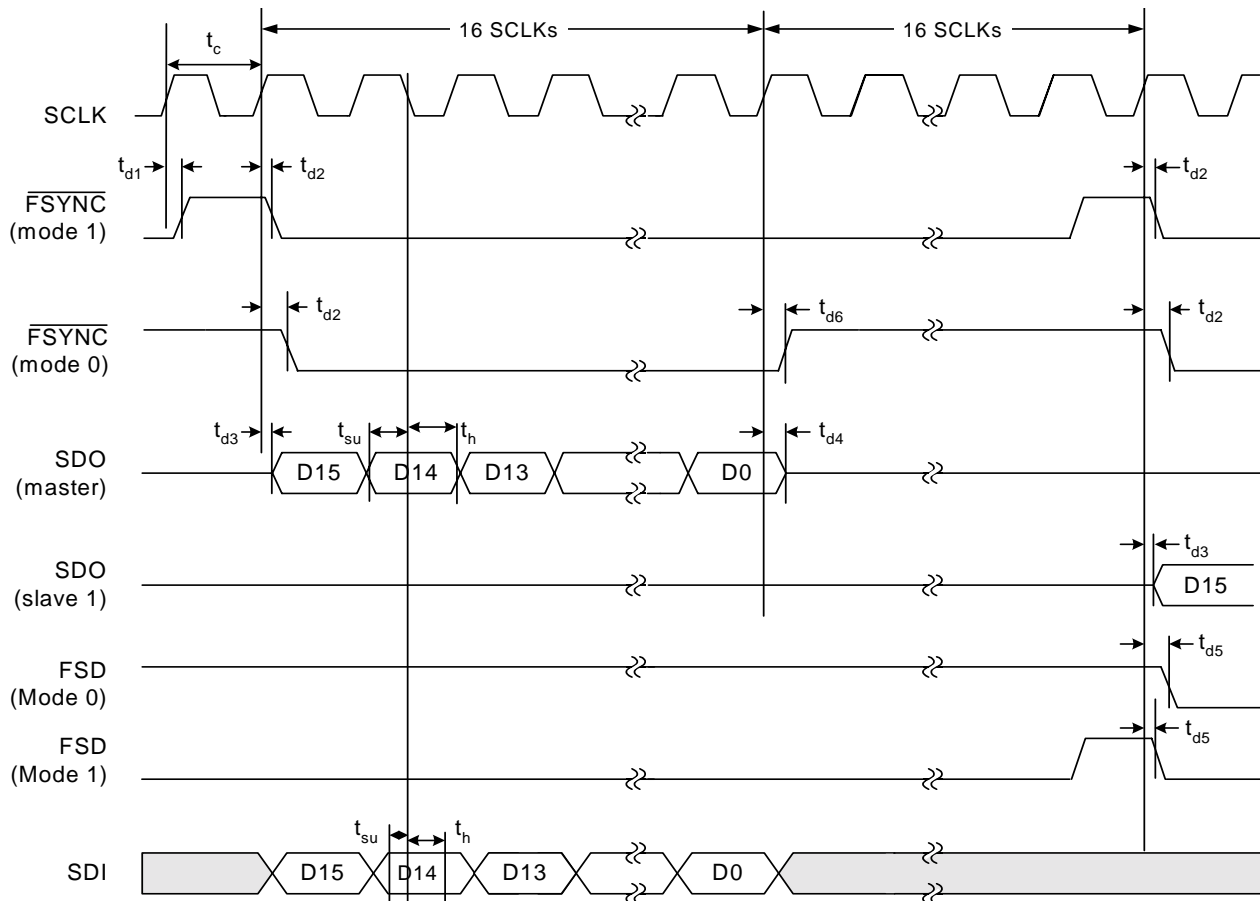 16 SCLKs
16 SCLKs
tc
SCLK
td1
td2
td2
FSYNC
(mode 1)
td2
td6
td2
FSYNC
(mode 0)
td3
tsu
th
td4
SDO
(master)
D15
D14
D13
D0
td3
SDO
(slave 1)
D15
FSD
(Mode 0)
td5
FSD
(Mode 1)
td5
tsu
th
SDI
D15
D14
D13
D0